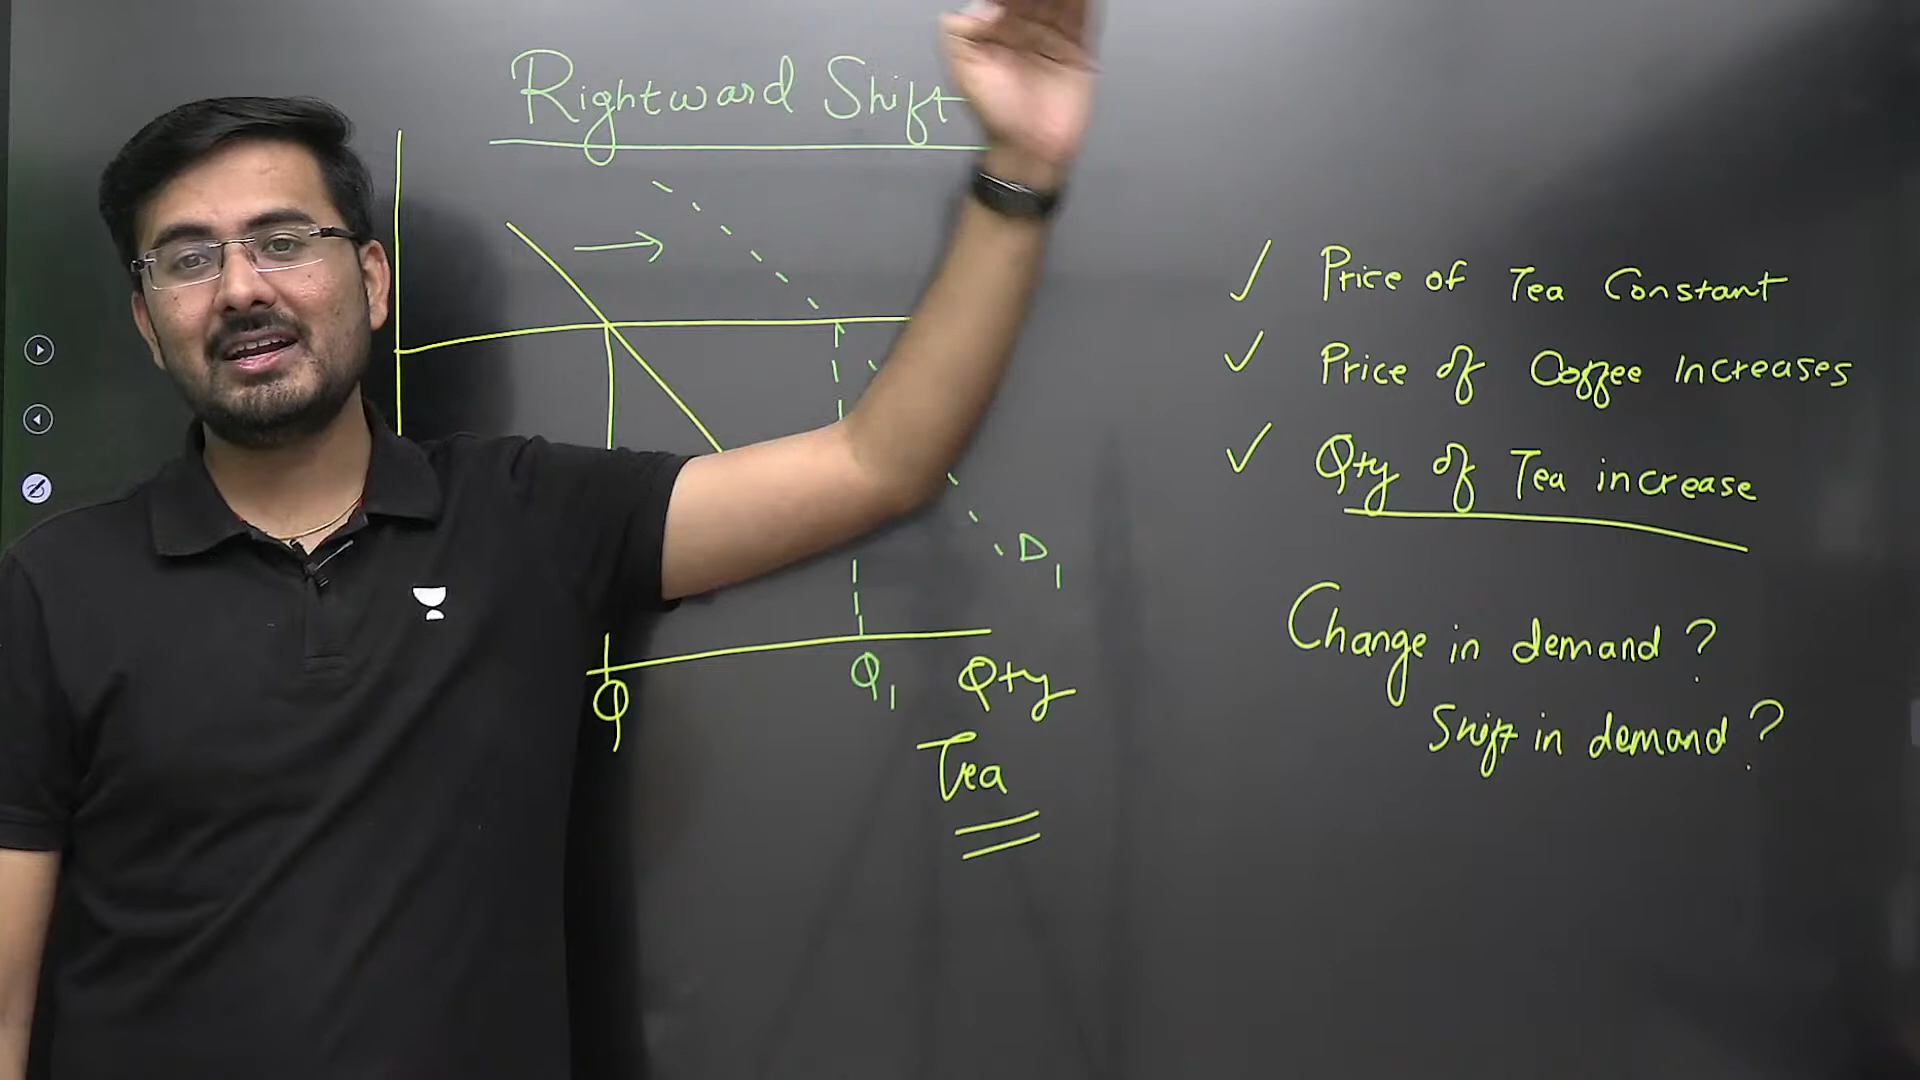 Rightward Shift
Price of Tea Constant
Price of Coffee Increases
Qty of Tea increase
D1
Change in demand ?
Shift in demand ?
Q
Q1
Qty
Tea